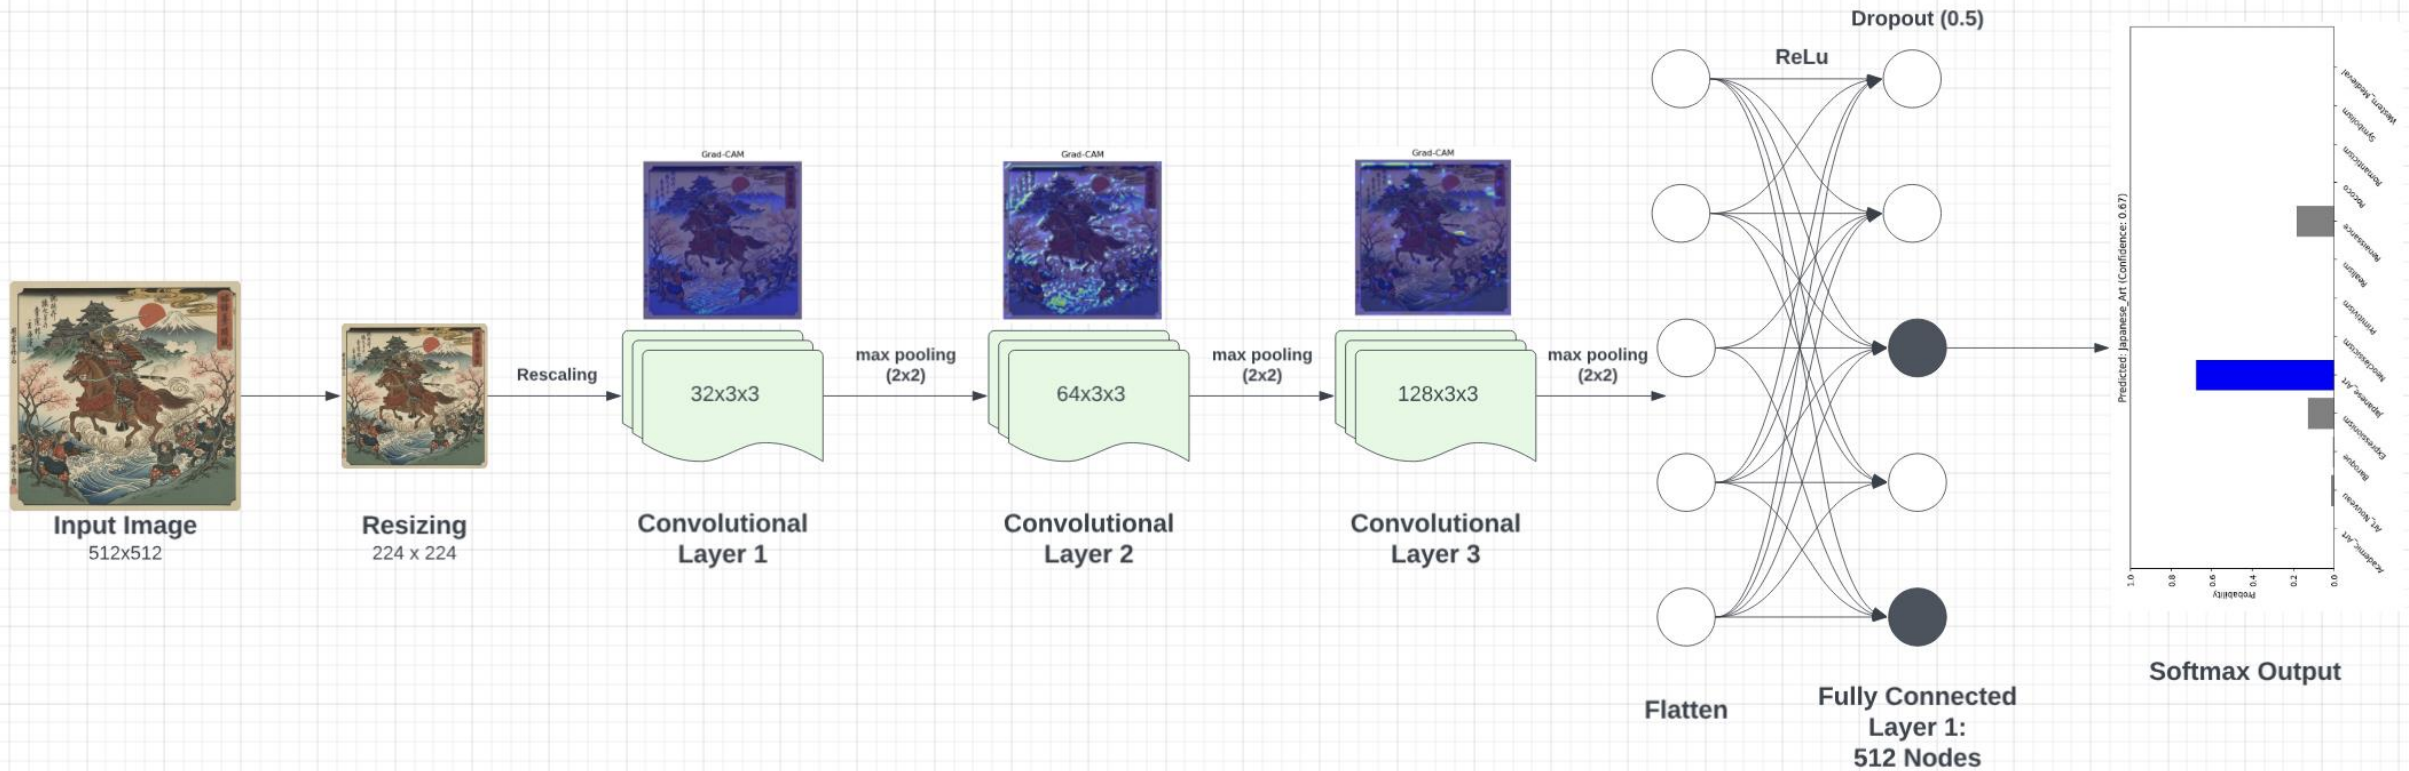 Input Image
512x512
Resizing
224 x 224
Rescaling
Grad-CAM
32x3x3
Convolutional
Layer 1
max pooling
(2x2)
Grad-CAM
64x3x3
Convolutional
Layer 2
max pooling
(2x2)
Grad-CAM
128x3x3
Convolutional
Layer 3
max pooling
(2x2)
Flatten
ReLu
Dropout (0.5)
Fully Connected
Layer 1:
512 Nodes
Predicted: Japanese_Art (Confidence: 0.67)
Probability
1.0
0.8
0.6
0.4
0.2
0.0
Western_Medieval
Symbolism
Romanticism
Rococo
Renaissance
Realism
Primitivism
Neoclassicism
Japanese_Art
Expressionism
Baroque
Art_Nouveau
Academic_Art
Softmax Output